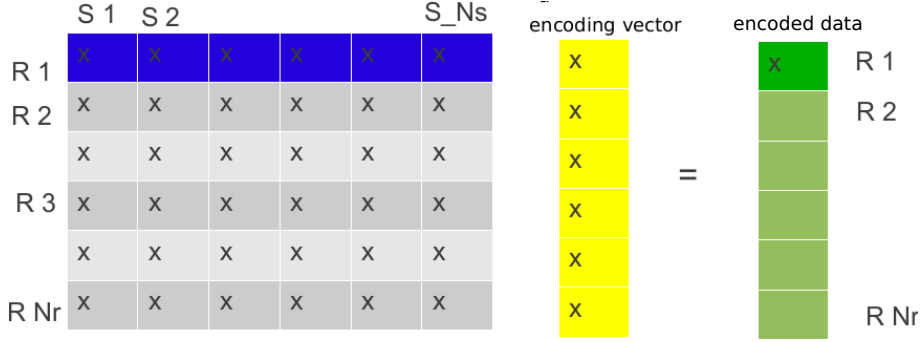 S 1 S 2 S_Ns encoding vector encoded data
R 1 x x x x x x x x R 1
R 2 x x x x x x x R 2
x x x x x x x
R 3 x x x x x x x =
x x x x x x x
R Nr x x x x x x x R Nr